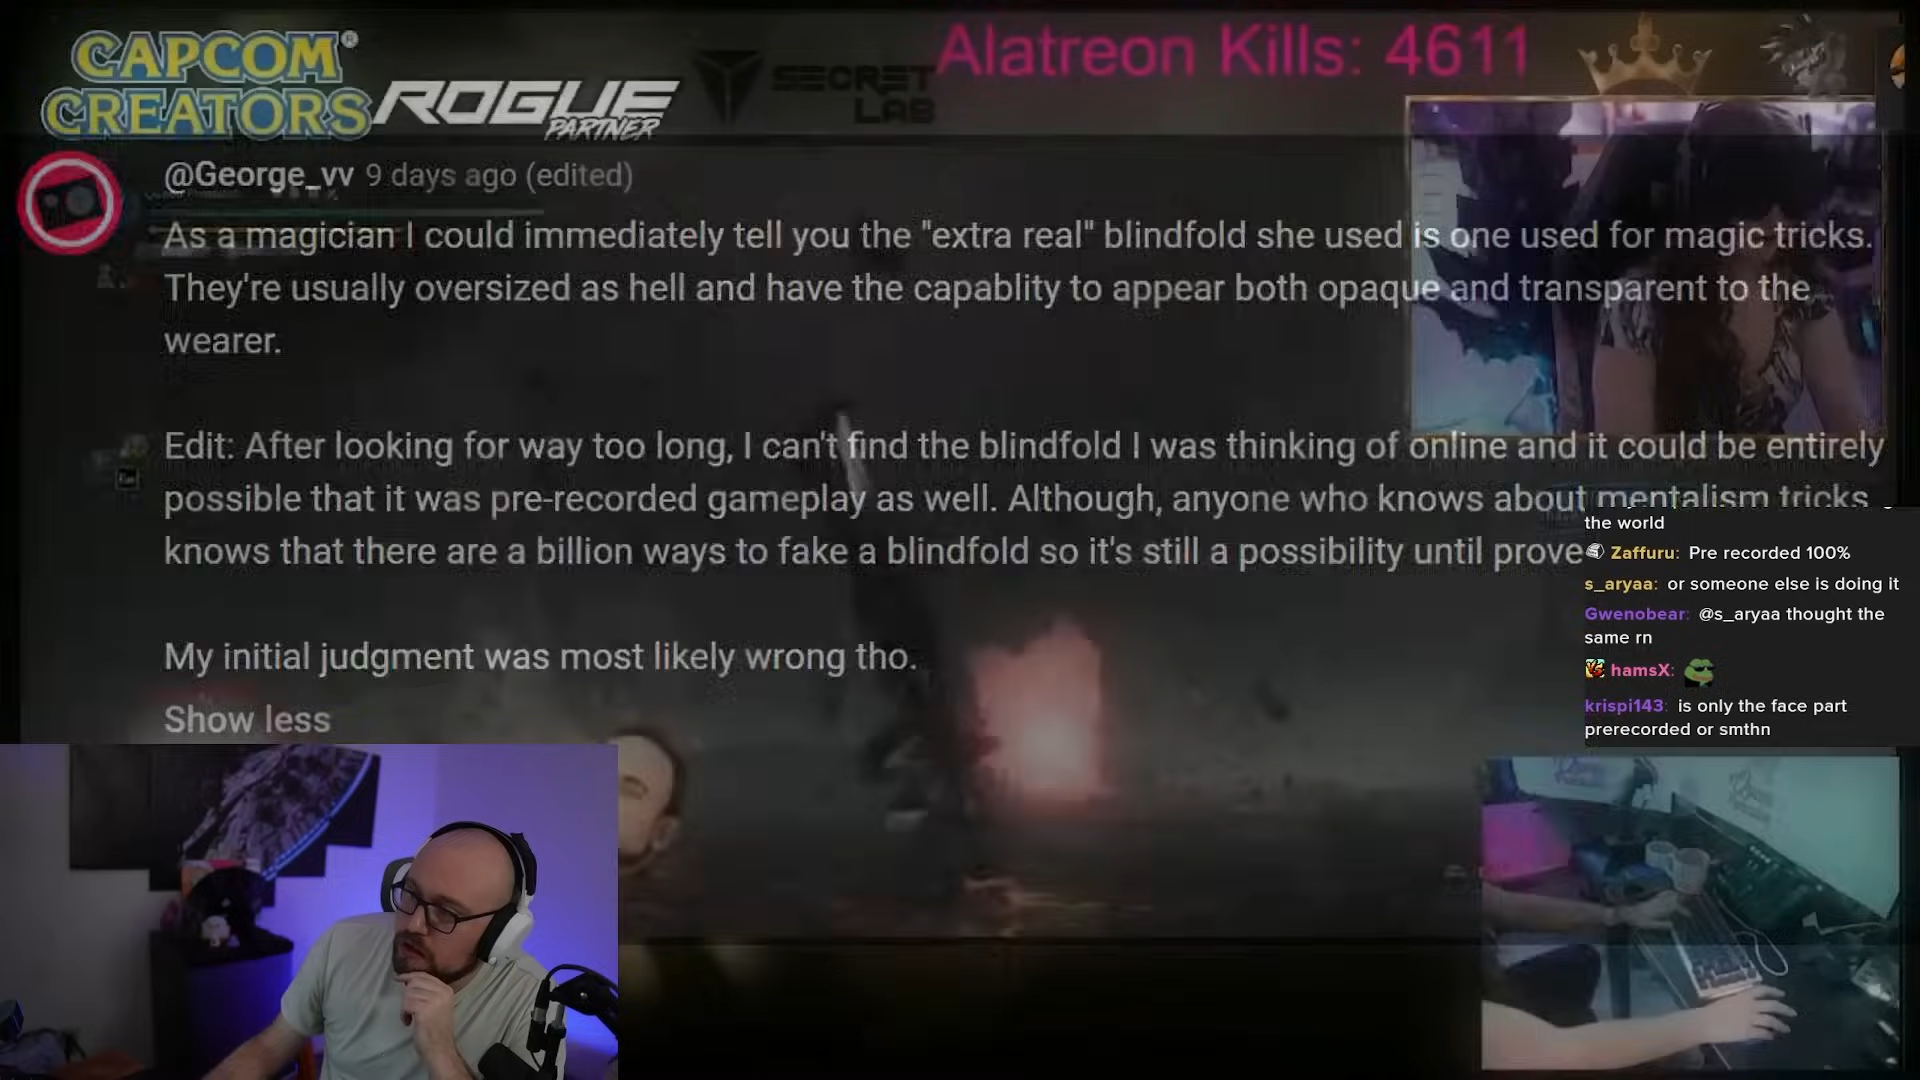 CAPCOM®
CREATORS
ROGUE
PARTNER
SECRET
LAB
Alatreon Kills: 4611
@George_vv 9 days ago (edited)
As a magician I could immediately tell you the "extra real" blindfold she used is one used for magic tricks.
They're usually oversized as hell and have the capablity to appear both opaque and transparent to the
wearer.
Edit: After looking for way too long, I can't find the blindfold I was thinking of online and it could be entirely
possible that it was pre-recorded gameplay as well. Although, anyone who knows about mentalism tricks
knows that there are a billion ways to fake a blindfold so it's still a possibility until prove
My initial judgment was most likely wrong tho.
Show less
the world
Zaffuru: Pre recorded 100%
s_aryaa: or someone else is doing it
Gwenobear: @s_aryaa thought the
same rn
hamsX:
krispi143: is only the face part
prerecorded or smthn